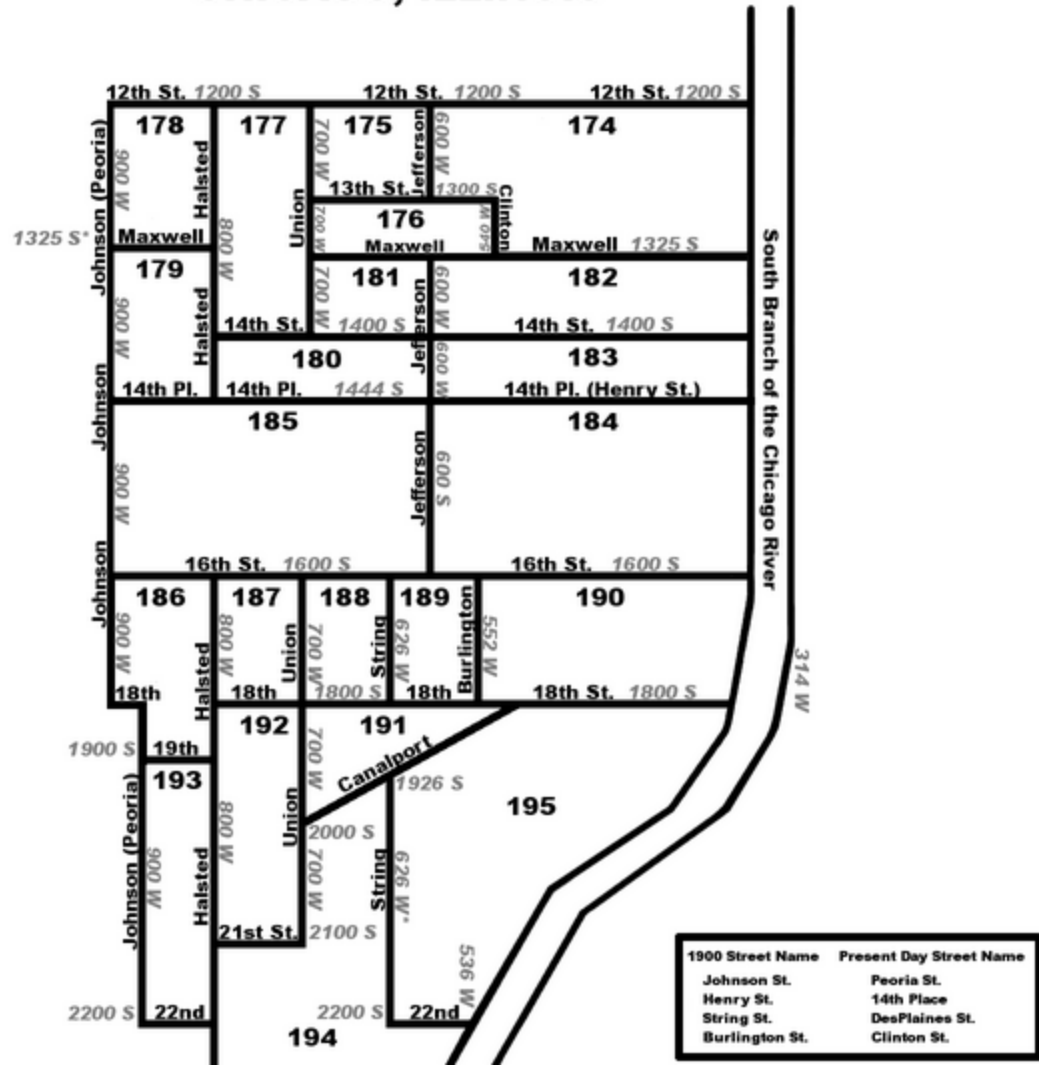 12th St. 1200 S 12th St. 1200 S 12th St. 1200 S
178 177 175 174
Johnson (Peoria)
900 W
Halsted
700 W
Jefferson
600 W
13th St. 1300 S
Union
700 W
176
540 W
Clinton
1325 S* Maxwell
800 W
Maxwell
Maxwell 1325 S
179 181 182
900 W
Halsted
700 W
Jefferson
600 W
14th St. 1400 S 14th St. 1400 S
180 183
600 W
14th Pl. 14th Pl. 1444 S 14th Pl. (Henry St.)
185 184
Johnson
900 W
Jefferson
600 S
South Branch of the Chicago River
16th St. 1600 S 16th St. 1600 S
186 187 188 189 190
Johnson
900 W
Halsted
800 W
Union
700 W
String
626 W
Burlington
552 W
314 W
18th 18th 1800 S 18th 18th St. 1800 S
192 191
700 W
Canalport
1900 S 19th
193 1926 S
195
Johnson (Peoria)
900 W
Halsted
800 W
Union
2000 S
700 W
String
626 W*
21st St. 2100 S
536 W
2200 S 22nd 2200 S 22nd
194
1900 Street Name Present Day Street Name
Johnson St. Peoria St.
Henry St. 14th Place
String St. DesPlaines St.
Burlington St. Clinton St.